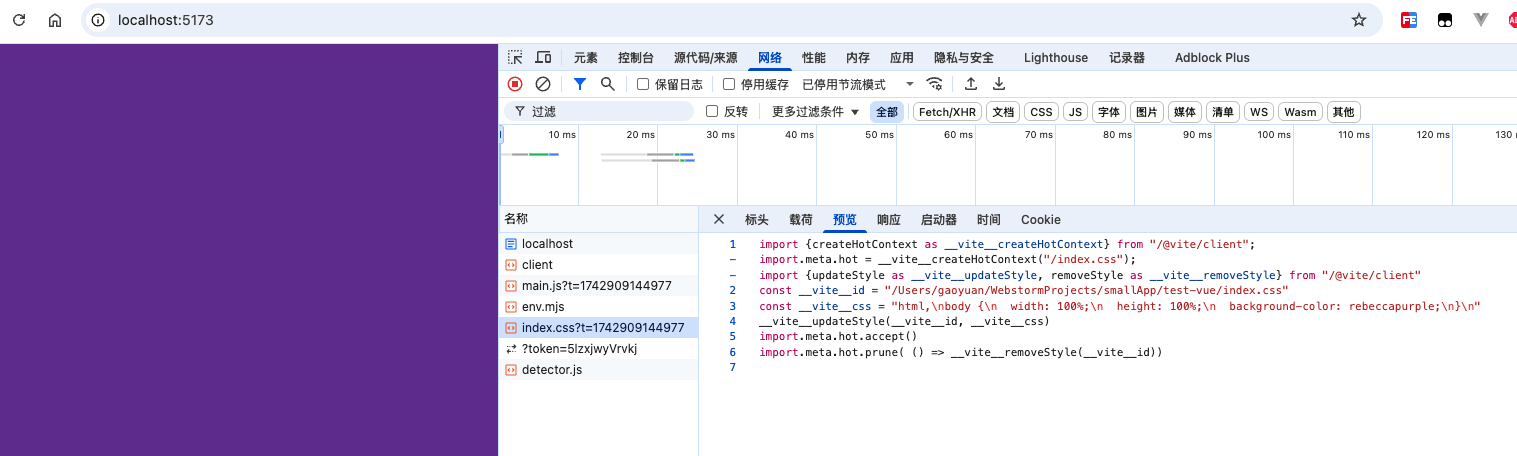 localhost:5173
元素 控制台 源代码/来源 网络 性能 内存 应用 隐私与安全 Lighthouse 记录器 Adblock Plus
保留日志 停用缓存 已停用节流模式
过滤 反转 更多过滤条件 全部 Fetch/XHR 文档 CSS JS 字体 图片 媒体 清单 WS Wasm 其他
10 ms 20 ms 30 ms 40 ms 50 ms 60 ms 70 ms 80 ms 90 ms 100 ms 110 ms 120 ms 130
名称 标头 载荷 预览 响应 启动器 时间 Cookie
localhost
client
main.js?t=1742909144977
env.mjs
index.css?t=1742909144977
?token=5lzxjwyVrvkj
detector.js
1 import {createHotContext as __vite__createHotContext} from "/@vite/client";
- import.meta.hot = __vite__createHotContext("/index.css");
- import {updateStyle as __vite__updateStyle, removeStyle as __vite__removeStyle} from "/@vite/client"
2 const __vite__id = "/Users/gaoyuan/WebstormProjects/smallApp/test-vue/index.css"
3 const __vite__css = "html,\nbody {\n  width: 100%;\n  height: 100%;\n  background-color: rebeccapurple;\n}\n"
4 __vite__updateStyle(__vite__id, __vite__css)
5 import.meta.hot.accept()
6 import.meta.hot.prune( () => __vite__removeStyle(__vite__id))
7